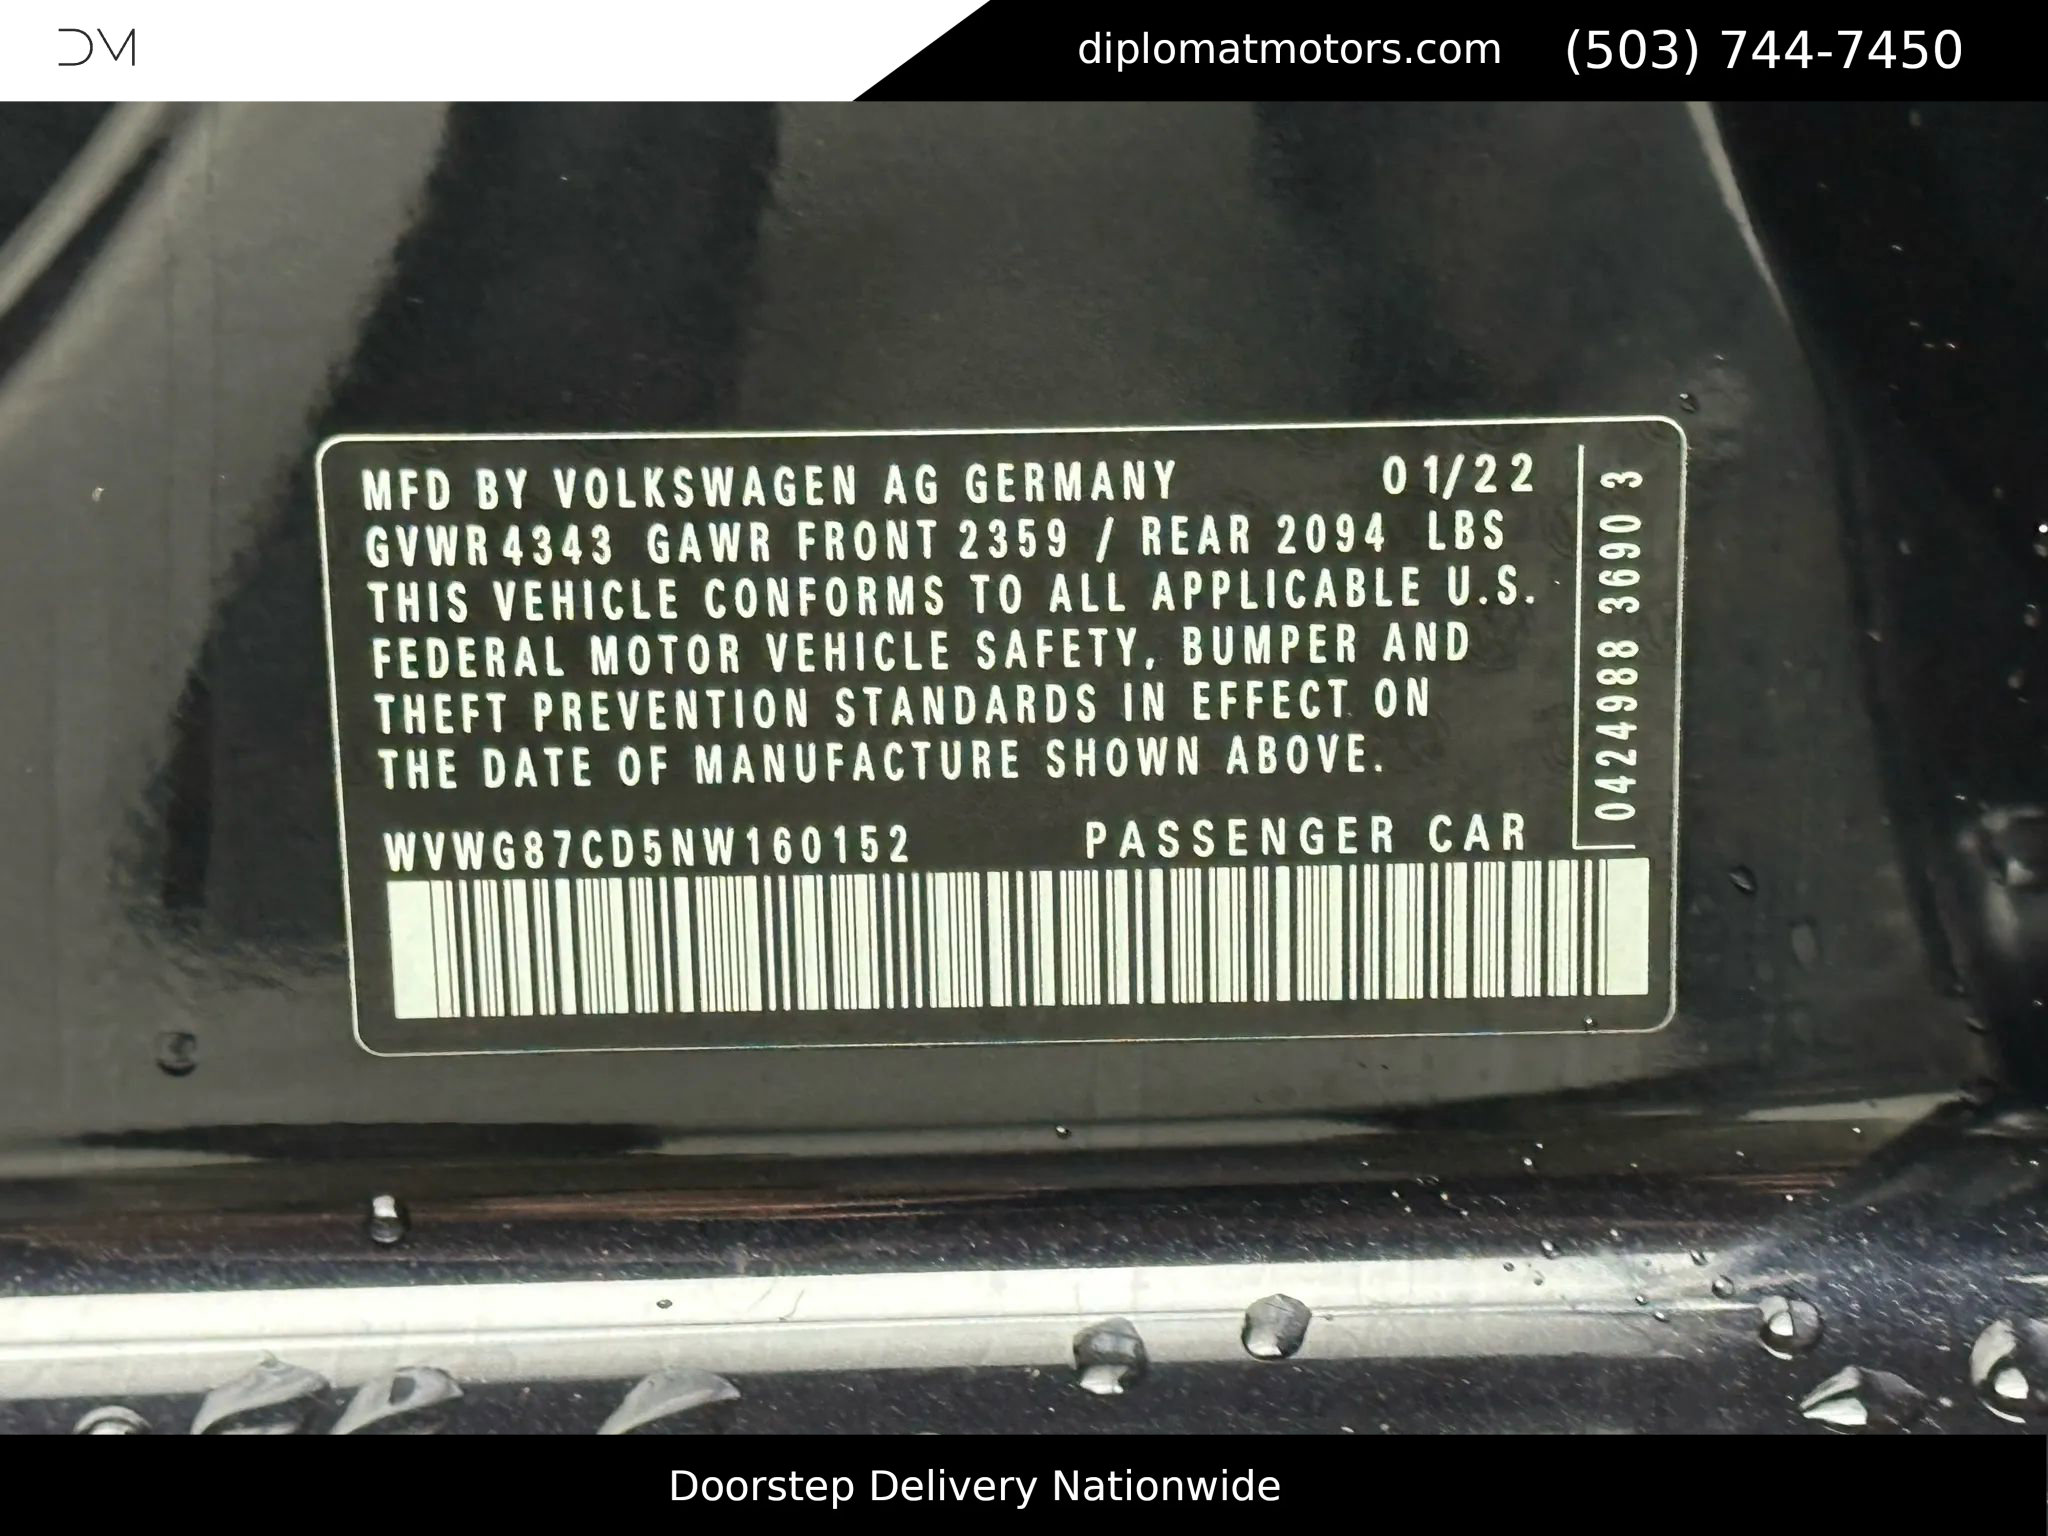 DM
diplomatmotors.com (503) 744-7450
MFD BY VOLKSWAGEN AG GERMANY 01/22
GVWR 4343 GAWR FRONT 2359 / REAR 2094 LBS
THIS VEHICLE CONFORMS TO ALL APPLICABLE U.S.
FEDERAL MOTOR VEHICLE SAFETY, BUMPER AND
THEFT PREVENTION STANDARDS IN EFFECT ON
THE DATE OF MANUFACTURE SHOWN ABOVE.
WVWG87CD5NW160152 PASSENGER CAR
0424988 3690 3
Doorstep Delivery Nationwide